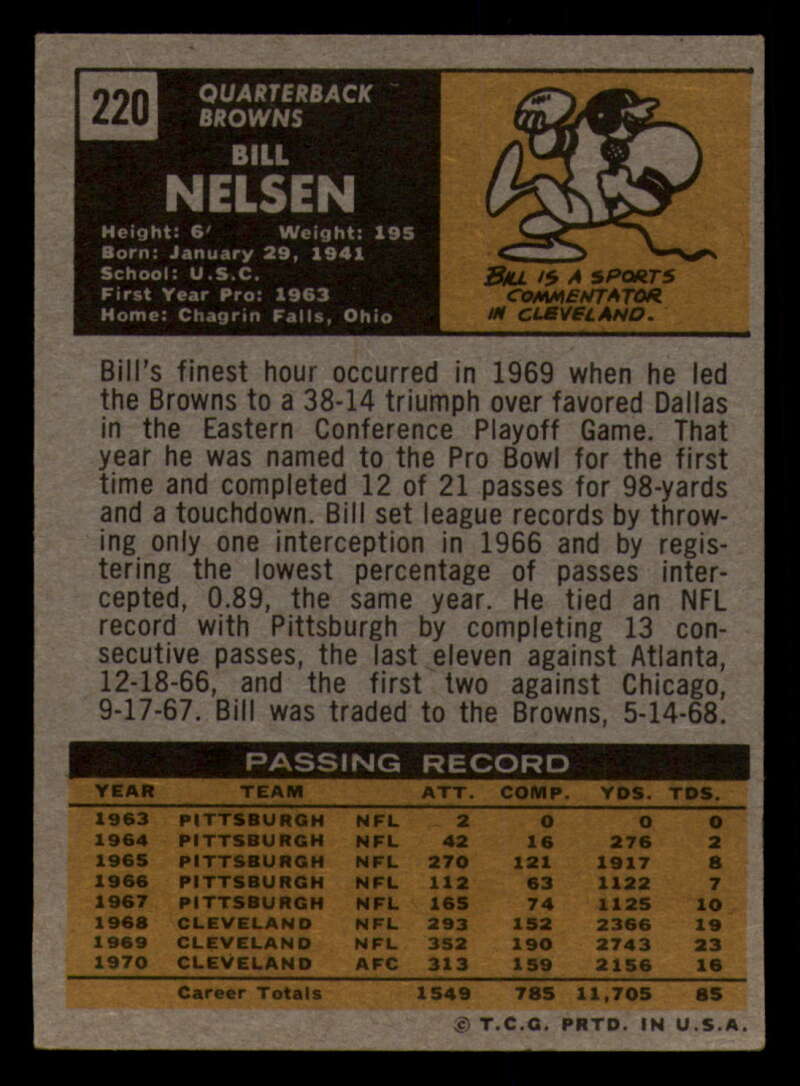 220
QUARTERBACK
BROWNS
BILL
NELSEN
Height: 6' Weight: 195
Born: January 29, 1941
School: U.S.C.
First Year Pro: 1963
Home: Chagrin Falls, Ohio
BILL IS A SPORTS
COMMENTATOR
IN CLEVELAND.
Bill's finest hour occurred in 1969 when he led
the Browns to a 38-14 triumph over favored Dallas
in the Eastern Conference Playoff Game. That
year he was named to the Pro Bowl for the first
time and completed 12 of 21 passes for 98-yards
and a touchdown. Bill set league records by throw-
ing only one interception in 1966 and by regis-
tering the lowest percentage of passes inter-
cepted, 0.89, the same year. He tied an NFL
record with Pittsburgh by completing 13 con-
secutive passes, the last eleven against Atlanta,
12-18-66, and the first two against Chicago,
9-17-67. Bill was traded to the Browns, 5-14-68.
PASSING RECORD
YEAR TEAM ATT. COMP. YDS. TDS.
1963 PITTSBURGH NFL 2 0 0 0
1964 PITTSBURGH NFL 42 16 276 2
1965 PITTSBURGH NFL 270 121 1917 8
1966 PITTSBURGH NFL 112 63 1122 7
1967 PITTSBURGH NFL 165 74 1125 10
1968 CLEVELAND NFL 293 152 2366 19
1969 CLEVELAND NFL 352 190 2743 23
1970 CLEVELAND AFC 313 159 2156 16
Career Totals 1549 785 11,705 85
© T.C.G. PRTD. IN U.S.A.